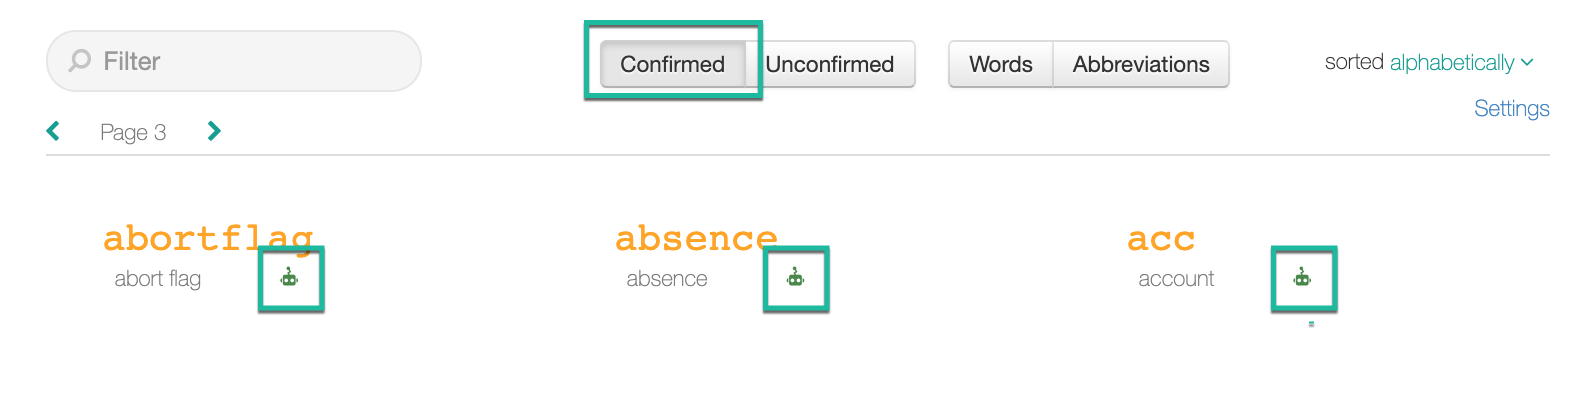 Filter
Confirmed Unconfirmed Words Abbreviations sorted alphabetically
Settings
Page 3
abortflag absence acc
abort flag absence account